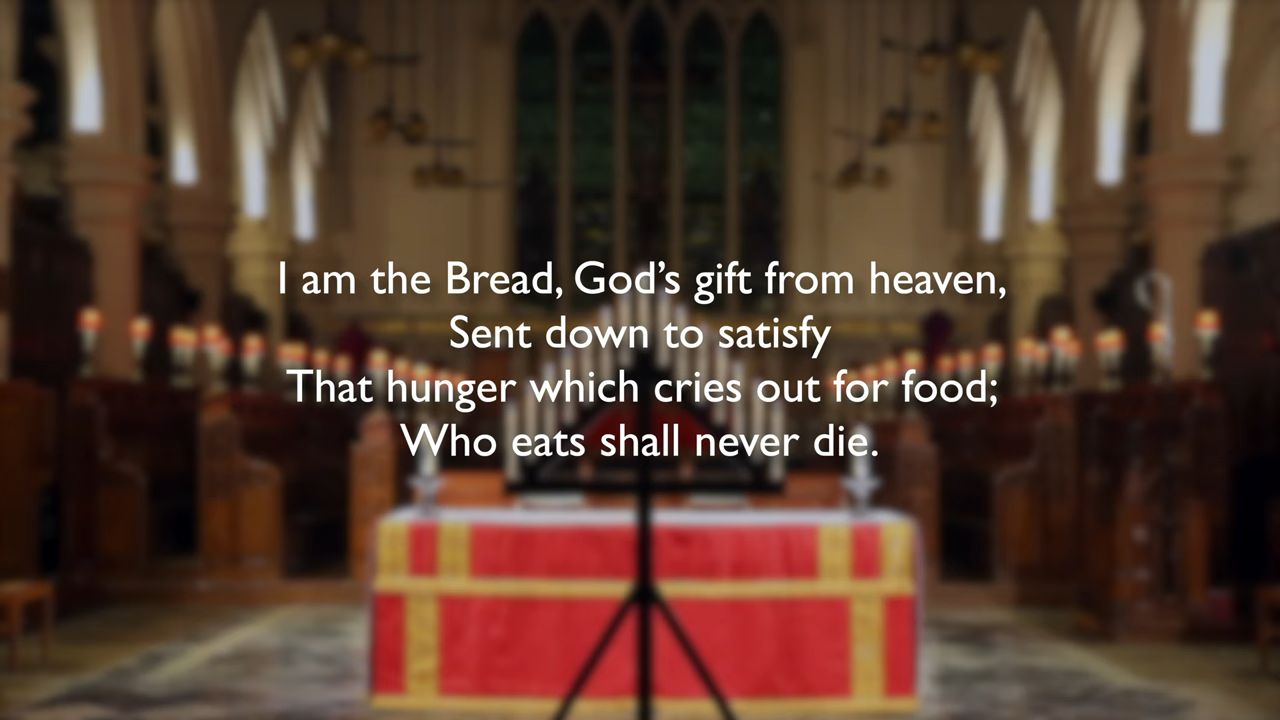 I am the Bread, God’s gift from heaven,
Sent down to satisfy
That hunger which cries out for food;
Who eats shall never die.